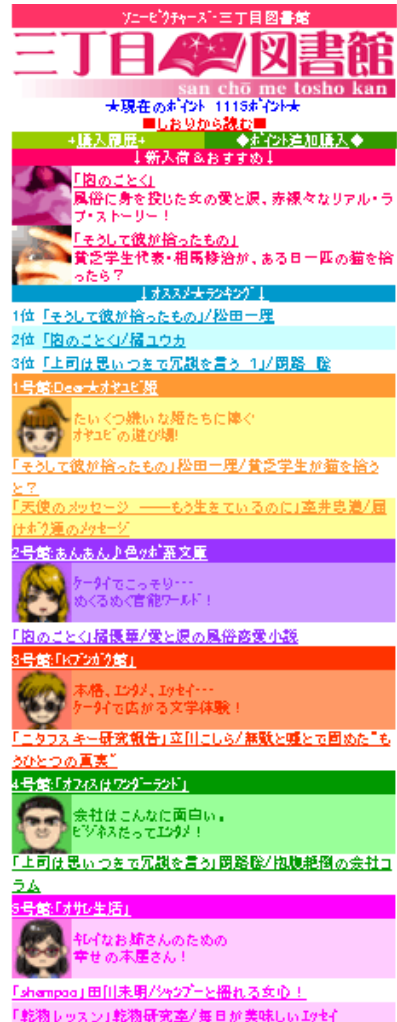 ソニーピクチャーズ・三丁目図書館
三丁目 図書館
san chō me tosho kan
★現在のポイント 1115ポイント★
■しおりから読む■
+購入履歴+ ◆ポイント追加購入◆
↓新入荷&おすすめ↓
「泡のごとく」
風俗に身を投じた女の愛と涙、赤裸々なリアル・ラ
ブ・ストーリー!
「そうして彼が拾ったもの」
貧乏学生代表・相馬修治が、ある日一匹の猫を拾
ったら?
↓オススメ★ランキング↓
1位 「そうして彼が拾ったもの」/松田一理
2位 「泡のごとく」/橘ユウカ
3位 「上司は思いつきで冗談を言う 1」/岡路 聡
1号館:Dear★オヤユビ姫
たいくつ嫌いな姫たちに捧ぐ
オヤユビの遊び場!
「そうして彼が拾ったもの」松田一理/貧乏学生が猫を拾う
と?
「天使のメッセージ ――もう生きているのに」室井忠道/届
けボク達のメッセージ
2号館:あんあん♪色ッポ系文庫
ケータイでこっそり・・・
めくるめく官能ワールド!
「泡のごとく」橘優華/愛と涙の風俗恋愛小説
3号館:「Kブンガク館」
本格、エンタメ、エッセイ・・・
ケータイで広がる文学体験!
「ニタフスキー研究報告」立川こしら/無駄と嘘とで固めた"も
うひとつの真実"
4号館:「オフィスはワンダーランド」
会社はこんなに面白い。
ビジネスだってエンタメ!
「上司は思いつきで冗談を言う」岡路聡/抱腹絶倒の会社コ
ラム
5号館:「オサレ生活」
キレイなお姉さんのための
幸せの本屋さん!
「shampoo」田川未明/シャンプーと揺れる女心!
「乾物レッスン」乾物研究室/毎日が美味しいエッセイ